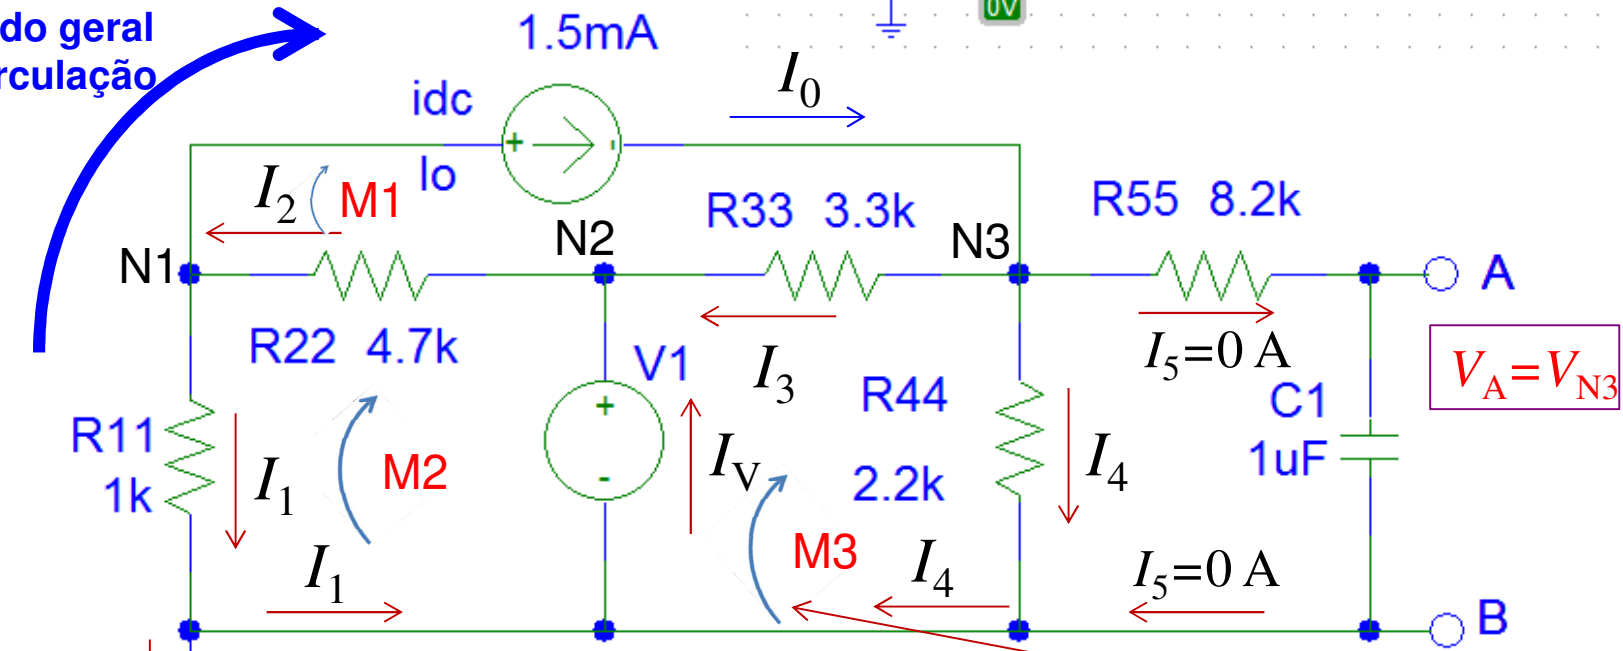 do geral
rculação
1.5mA
0V
idc
Io
I0
I2
M1
N1
N2
R33 3.3k
N3
R55 8.2k
A
R22 4.7k
V1
I3
I5=0 A
VA=VN3
R11
1k
I1
M2
+
-
IV
R44
2.2k
I4
C1
1uF
M3
I1
I4
I5=0 A
B